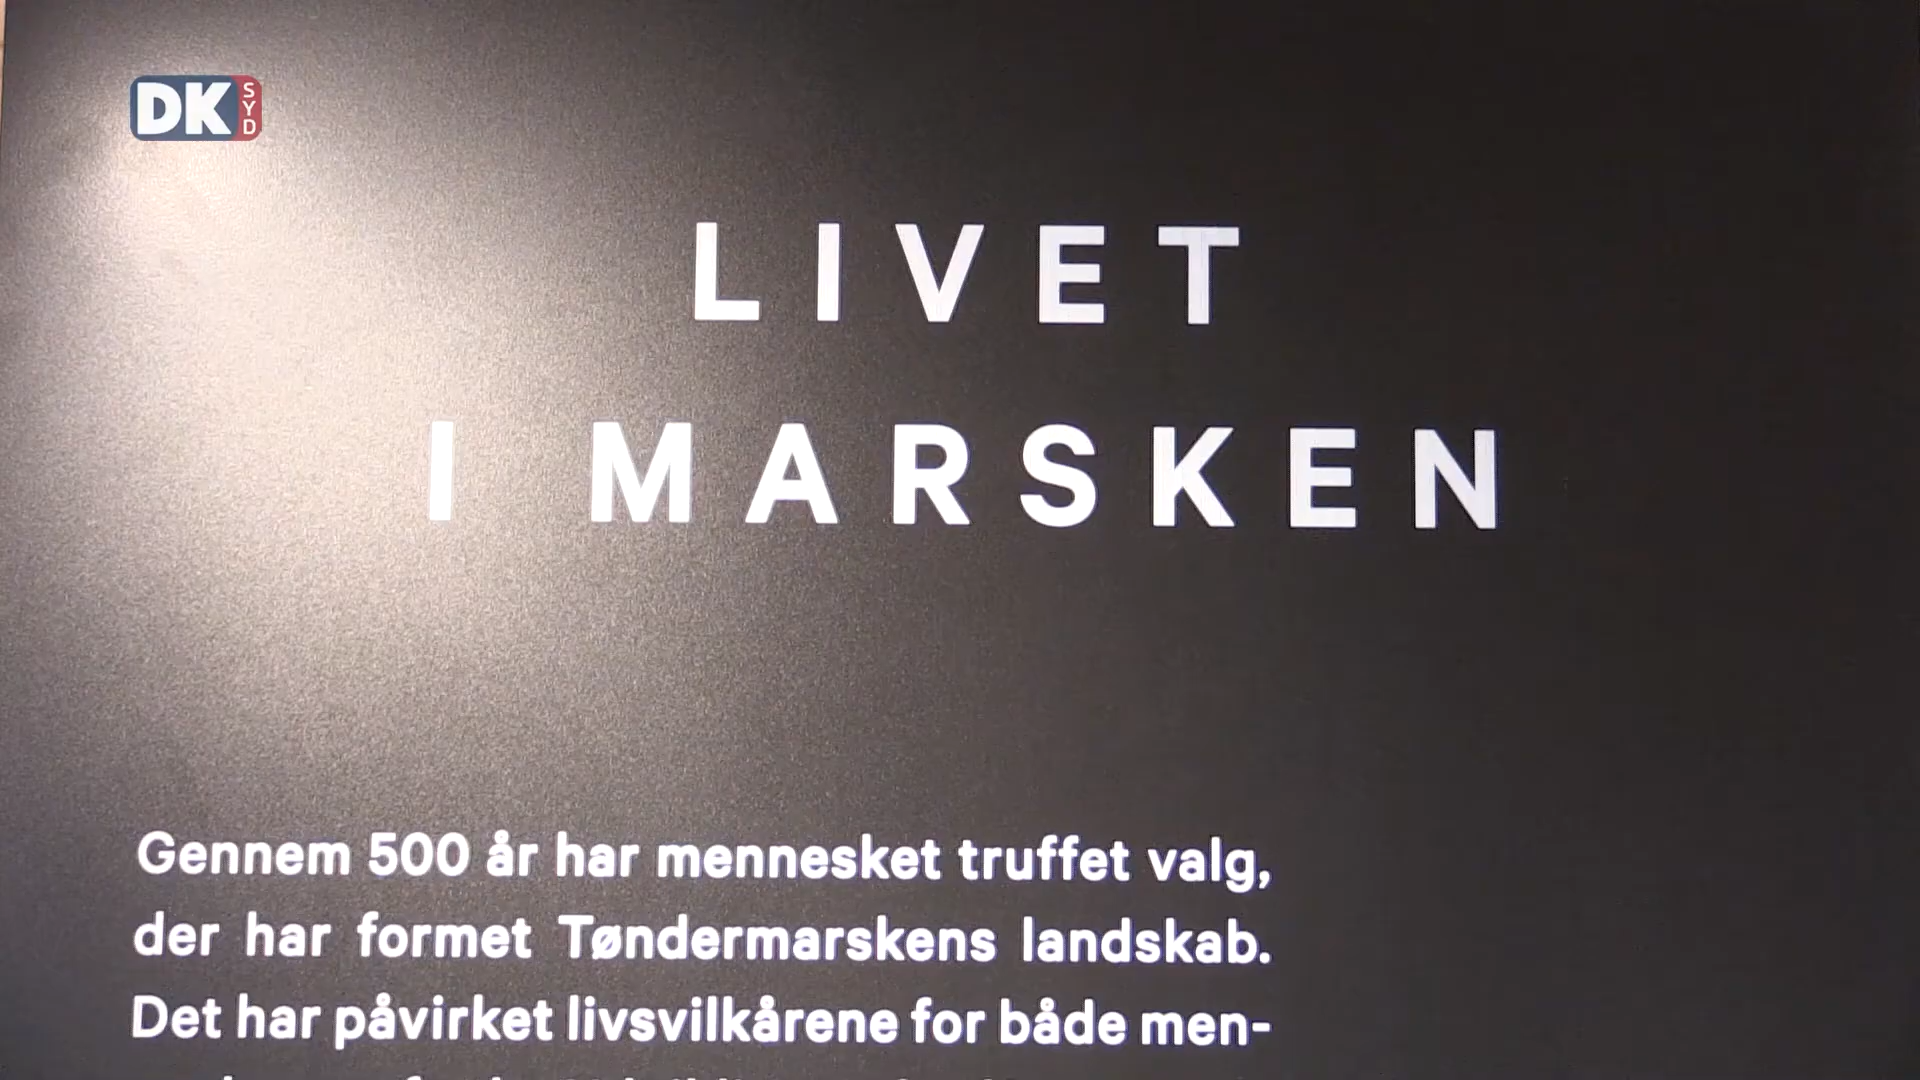 DK SYD
LIVET
I MARSKEN
Gennem 500 år har mennesket truffet valg,
der har formet Tøndermarskens landskab.
Det har påvirket livsvilkårene for både men-